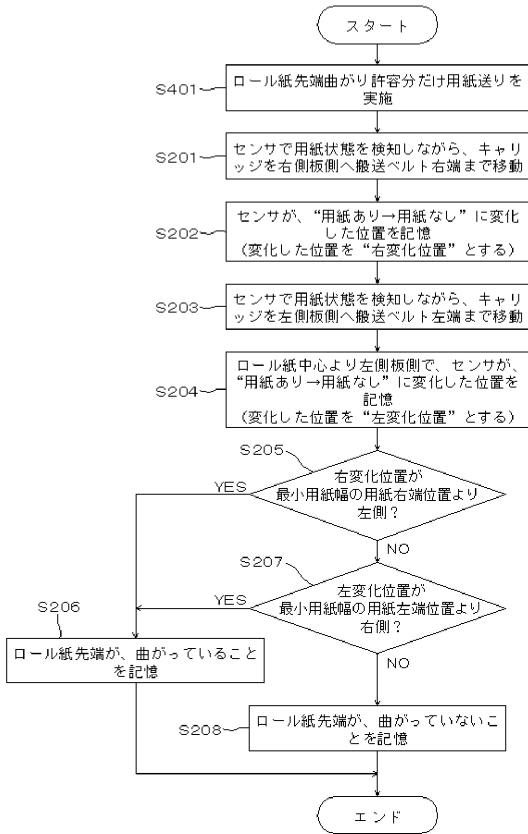 スタート
S401
ロール紙先端曲がり許容分だけ用紙送りを
実施
S201
センサで用紙状態を検知しながら、キャリ
ッジを右側板側へ搬送ベルト右端まで移動
S202
センサが、“用紙あり→用紙なし”に変化
した位置を記憶
(変化した位置を“右変化位置”とする)
S203
センサで用紙状態を検知しながら、キャリ
ッジを左側板側へ搬送ベルト左端まで移動
S204
ロール紙中心より左側板側で、センサが、
“用紙あり→用紙なし”に変化した位置を
記憶
(変化した位置を“左変化位置”とする)
S205
右変化位置が
最小用紙幅の用紙右端位置より
左側？
YES
NO
S207
左変化位置が
最小用紙幅の用紙左端位置より
右側？
YES
NO
S206
ロール紙先端が、曲がっていること
を記憶
S208
ロール紙先端が、曲がっていないこ
とを記憶
エンド